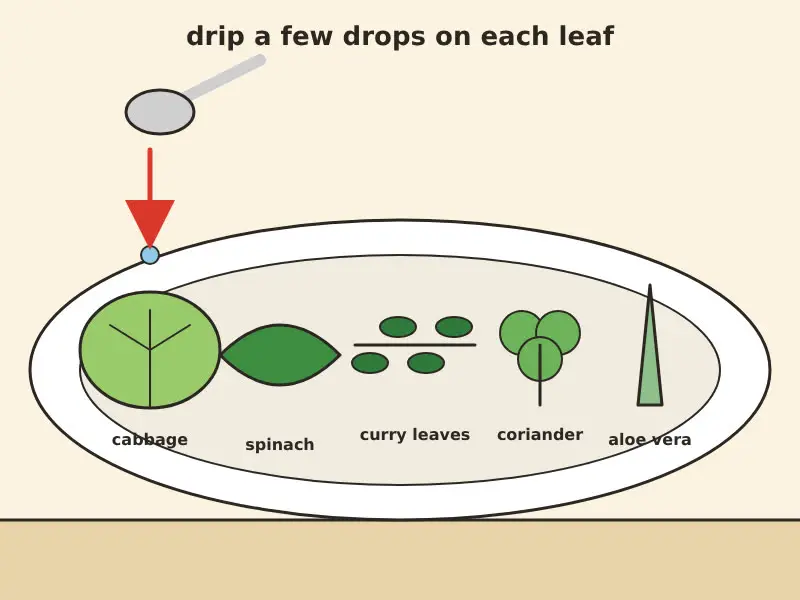 drip a few drops on each leaf
cabbage
spinach
curry leaves
coriander
aloe vera